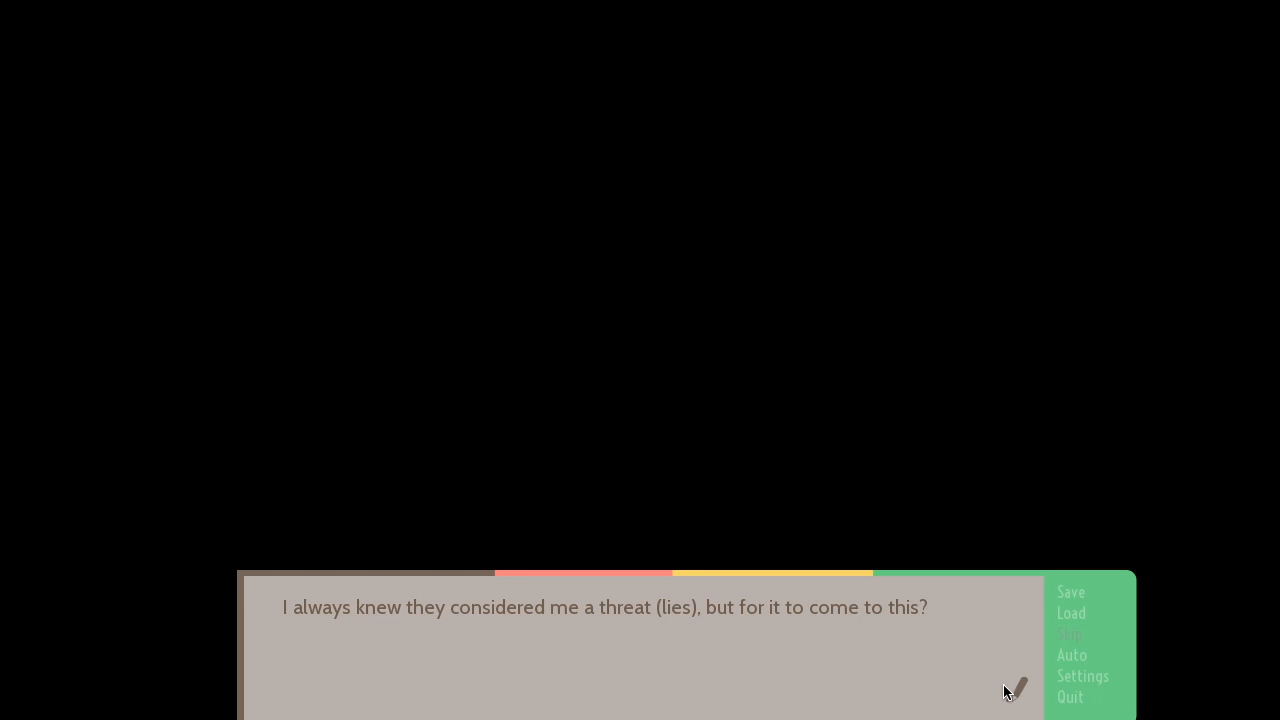 I always knew they considered me a threat (lies), but for it to come to this?
Save
Load
Skip
Auto
Settings
Quit